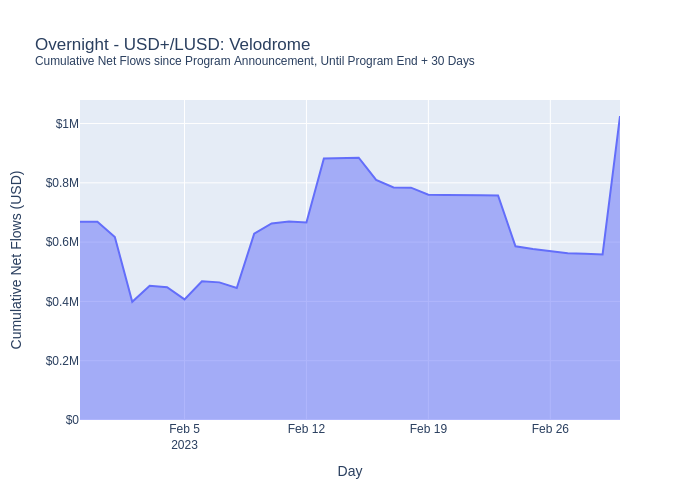 Overnight - USD+/LUSD: Velodrome
Cumulative Net Flows since Program Announcement, Until Program End + 30 Days
Cumulative Net Flows (USD)
$1M
$0.8M
$0.6M
$0.4M
$0.2M
$0
Feb 5
2023
Feb 12
Feb 19
Feb 26
Day